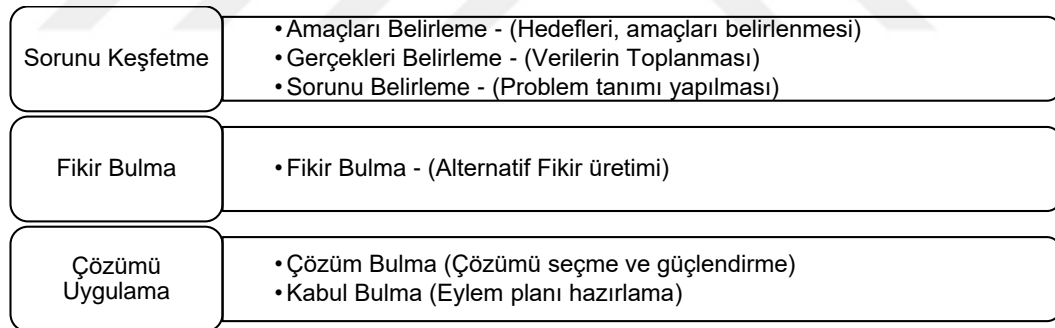 Sorunu Keşfetme
•Amaçları Belirleme - (Hedefleri, amaçları belirlenmesi)
•Gerçekleri Belirleme - (Verilerin Toplanması)
•Sorunu Belirleme - (Problem tanımı yapılması)
Fikir Bulma
•Fikir Bulma - (Alternatif Fikir üretimi)
Çözümü
Uygulama
•Çözüm Bulma (Çözümü seçme ve güçlendirme)
•Kabul Bulma (Eylem planı hazırlama)